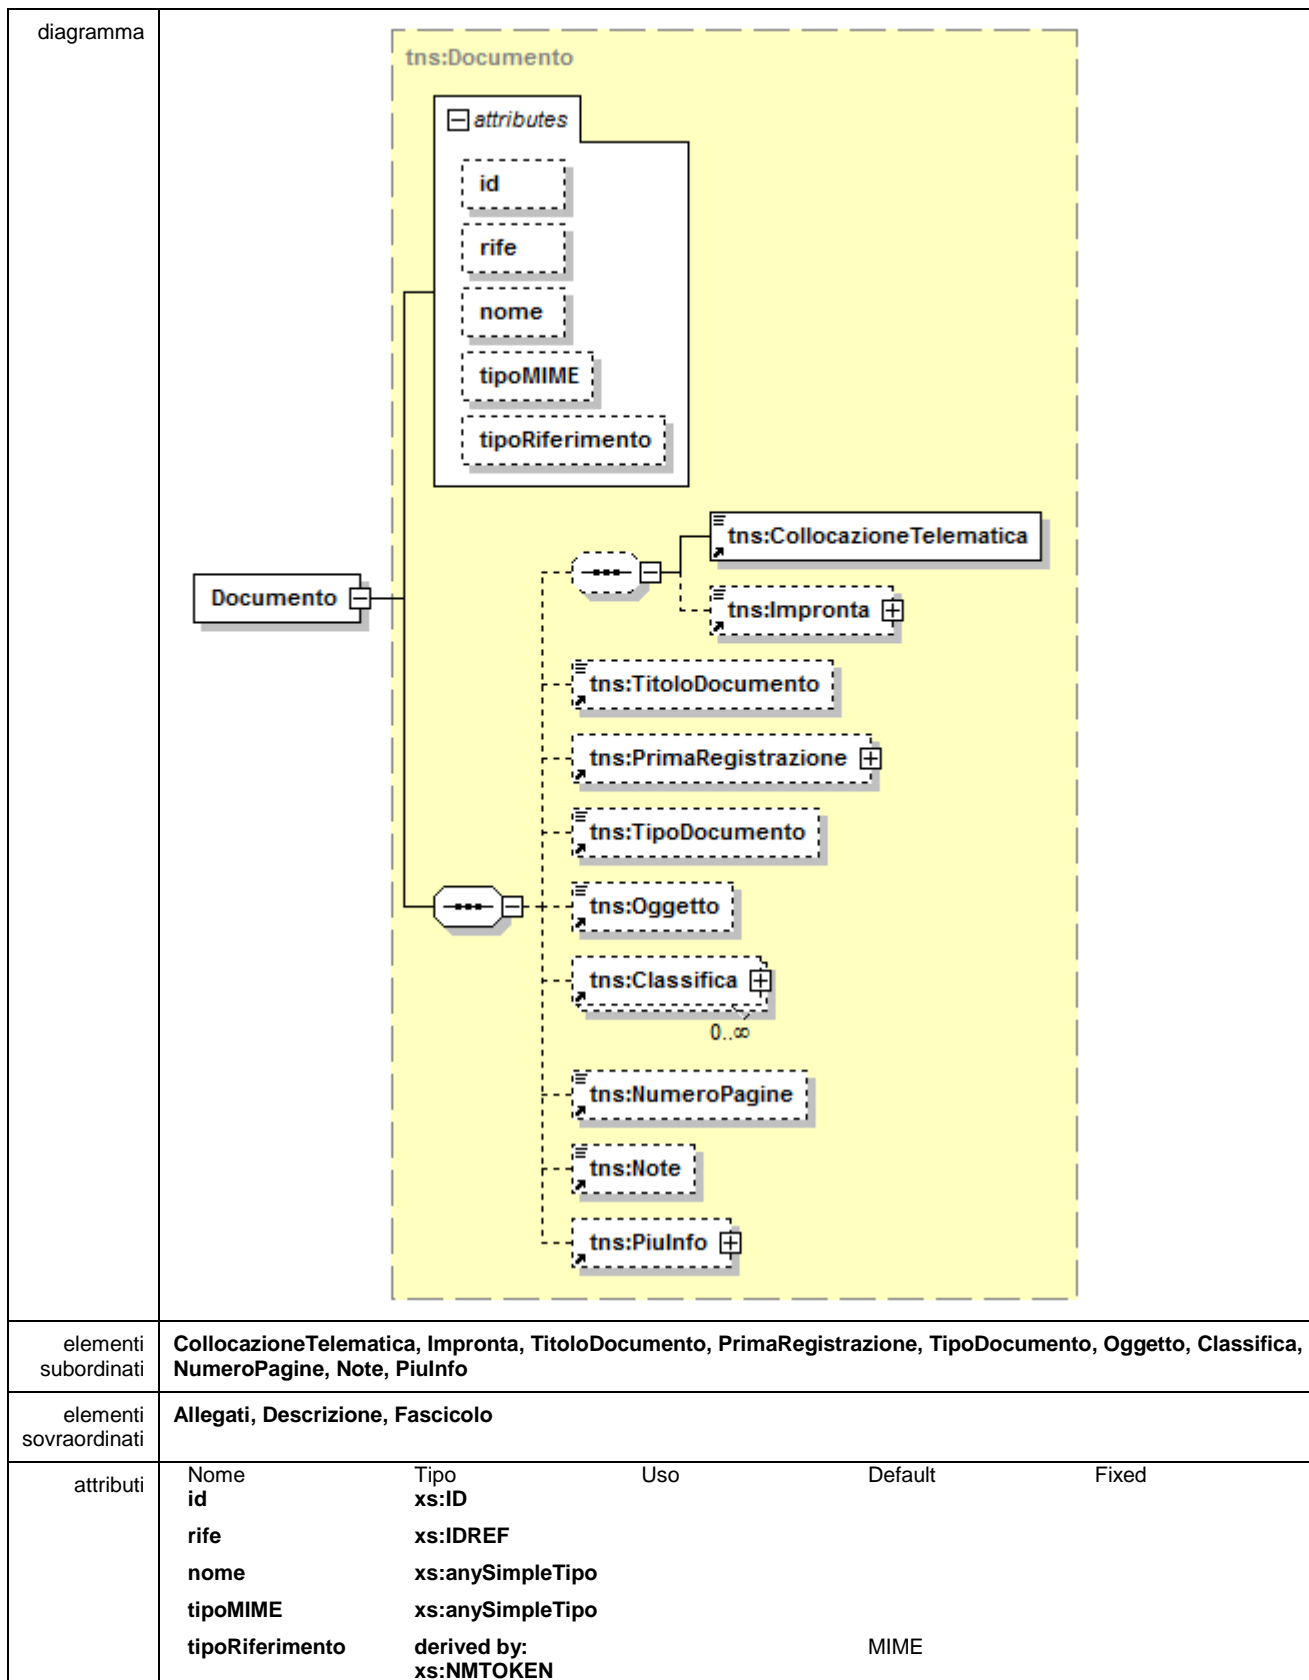 diagramma
tns:Documento
attributes
id
rife
nome
tipoMIME
tipoRiferimento
Documento
tns:CollocazioneTelematica
tns:Impronta
tns:TitoloDocumento
tns:PrimaRegistrazione
tns:TipoDocumento
tns:Oggetto
tns:Classifica
0..∞
tns:NumeroPagine
tns:Note
tns:PiuInfo
elementi subordinati
CollocazioneTelematica, Impronta, TitoloDocumento, PrimaRegistrazione, TipoDocumento, Oggetto, Classifica,
NumeroPagine, Note, PiuInfo
elementi sovraordinati
Allegati, Descrizione, Fascicolo
attributi
Nome Tipo Uso Default Fixed
id xs:ID
rife xs:IDREF
nome xs:anySimpleTipo
tipoMIME xs:anySimpleTipo
tipoRiferimento derived by: MIME
xs:NMTOKEN